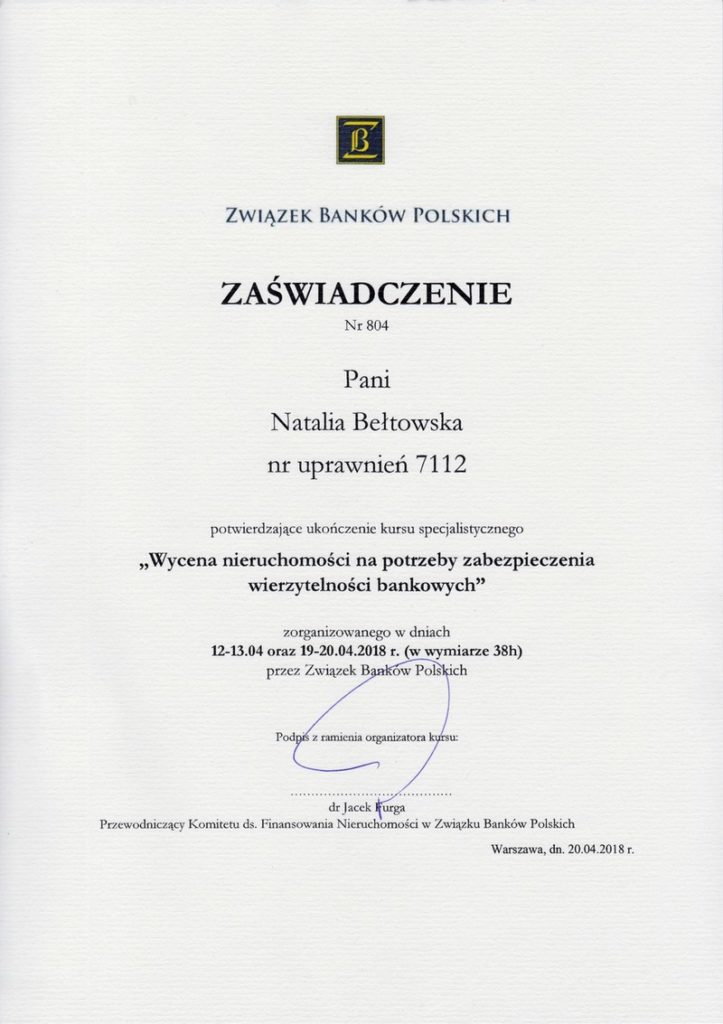 ZB
ZWIĄZEK BANKÓW POLSKICH
ZAŚWIADCZENIE
Nr 804
Pani
Natalia Bełtowska
nr uprawnień 7112
potwierdzające ukończenie kursu specjalistycznego
„Wycena nieruchomości na potrzeby zabezpieczenia
wierzytelności bankowych”
zorganizowanego w dniach
12-13.04 oraz 19-20.04.2018 r. (w wymiarze 38h)
przez Związek Banków Polskich
Podpis z ramienia organizatora kursu:
dr Jacek Furga
Przewodniczący Komitetu ds. Finansowania Nieruchomości w Związku Banków Polskich
Warszawa, dn. 20.04.2018 r.